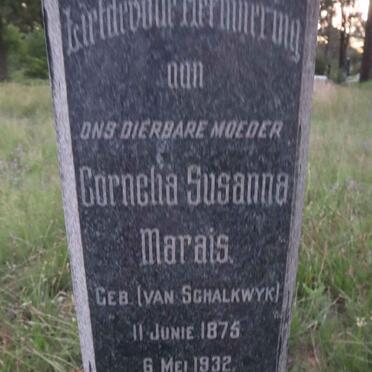 Liefdevolle Herinnering
aan
ONS DIERBARE MOEDER
Cornelia Susanna
Marais.
GEB. (VAN SCHALKWYK)
11 JUNIE 1875
6 MEI 1932.